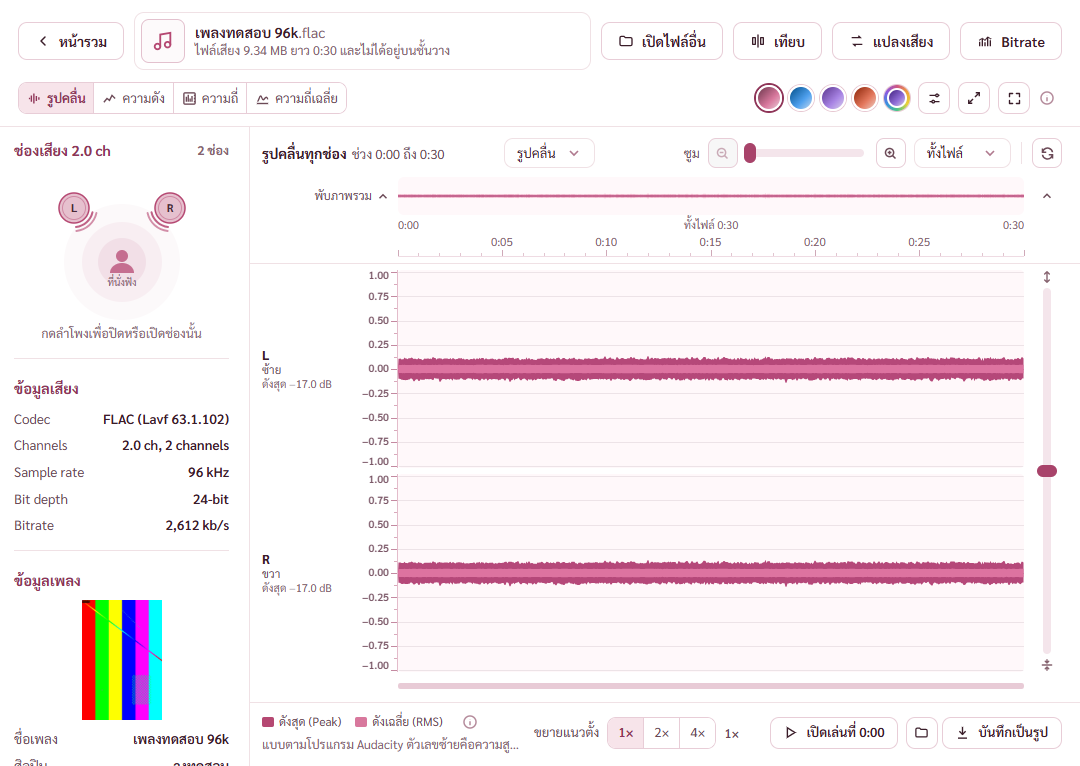 หน้ารวม
เพลงทดสอบ 96k.flac
ไฟล์เสียง 9.34 MB ยาว 0:30 และไม่ได้อยู่บนชั้นวาง
เปิดไฟล์อื่น
เทียบ
แปลงเสียง
Bitrate
รูปคลื่น
ความดัง
ความถี่
ความถี่เฉลี่ย
ช่องเสียง 2.0 ch
2 ช่อง
L
R
ที่นั่งฟัง
กดลำโพงเพื่อปิดหรือเปิดช่องนั้น
ข้อมูลเสียง
Codec FLAC (Lavf 63.1.102)
Channels 2.0 ch, 2 channels
Sample rate 96 kHz
Bit depth 24-bit
Bitrate 2,612 kb/s
ข้อมูลเพลง
ชื่อเพลง เพลงทดสอบ 96k
รูปคลื่นทุกช่อง ช่วง 0:00 ถึง 0:30
รูปคลื่น
ซูม
ทั้งไฟล์
พับภาพรวม
0:00 ทั้งไฟล์ 0:30 0:30
0:05 0:10 0:15 0:20 0:25
1.00
0.75
0.50
0.25
0.00
−0.25
−0.50
−0.75
−1.00
L
ซ้าย
ดังสุด −17.0 dB
1.00
0.75
0.50
0.25
0.00
−0.25
−0.50
−0.75
−1.00
R
ขวา
ดังสุด −17.0 dB
ดังสุด (Peak) ดังเฉลี่ย (RMS)
แบบตามโปรแกรม Audacity ตัวเลขซ้ายคือความสู...
ขยายแนวตั้ง
1× 2× 4× 1×
เปิดเล่นที่ 0:00
บันทึกเป็นรูป